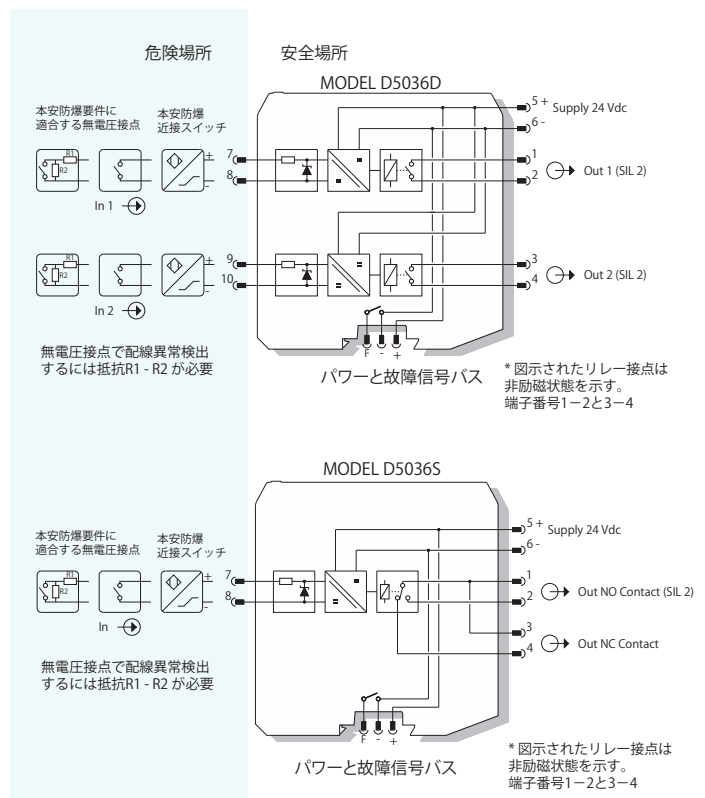 危険場所
安全場所
MODEL D5036D
本安防爆要件に
適合する無電圧接点
本安防爆
近接スイッチ
R1
R2
+
-
7
8
In 1
5 +
Supply 24 Vdc
6 -
1
2
Out 1 (SIL 2)
R1
R2
+
-
9
10
In 2
3
4
Out 2 (SIL 2)
F - +
無電圧接点で配線異常検出
するには抵抗R1 - R2 が必要
パワーと故障信号バス
* 図示されたリレー接点は
非励磁状態を示す。
端子番号1－2と3－4
MODEL D5036S
本安防爆要件に
適合する無電圧接点
本安防爆
近接スイッチ
R1
R2
+
-
7
8
In
5 +
Supply 24 Vdc
6 -
1
2
Out NO Contact (SIL 2)
3
4
Out NC Contact
無電圧接点で配線異常検出
するには抵抗R1 - R2 が必要
F - +
パワーと故障信号バス
* 図示されたリレー接点は
非励磁状態を示す。
端子番号1－2と3－4